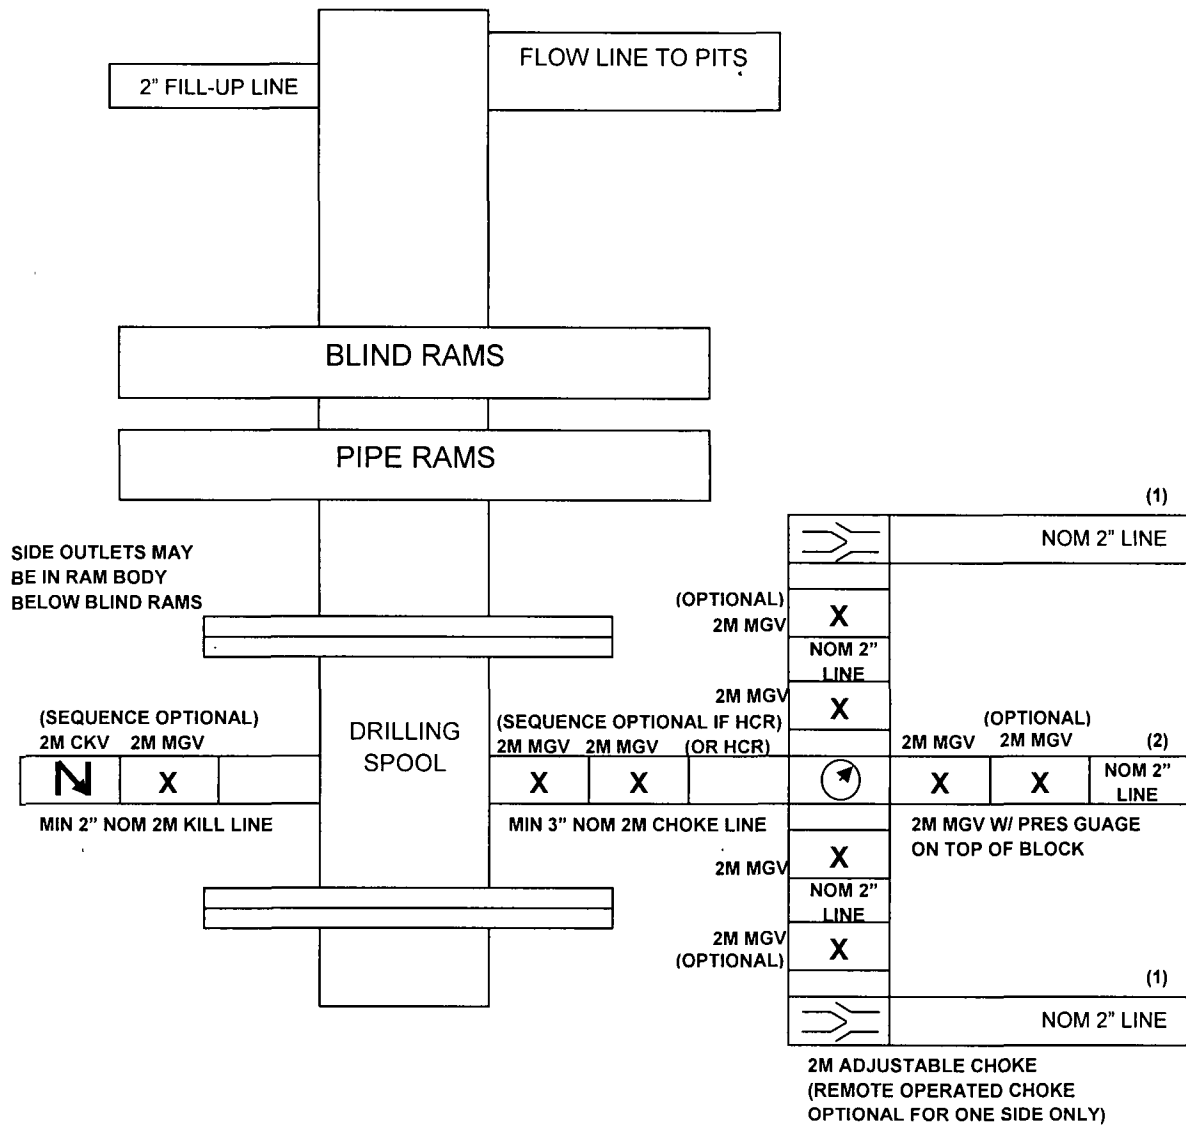 FLOW LINE TO PITS
2" FILL-UP LINE
BLIND RAMS
PIPE RAMS
(1)
NOM 2" LINE
SIDE OUTLETS MAY
BE IN RAM BODY
BELOW BLIND RAMS
(OPTIONAL)
2M MGV
X
NOM 2"
LINE
2M MGV
X
(SEQUENCE OPTIONAL)
2M CKV 2M MGV
X
MIN 2" NOM 2M KILL LINE
DRILLING
SPOOL
(SEQUENCE OPTIONAL IF HCR)
2M MGV 2M MGV (OR HCR)
X X
MIN 3" NOM 2M CHOKE LINE
(OPTIONAL)
2M MGV 2M MGV
(2)
X X
NOM 2"
LINE
2M MGV W/ PRES GUAGE
ON TOP OF BLOCK
2M MGV
X
NOM 2"
LINE
2M MGV
(OPTIONAL)
X
(1)
NOM 2" LINE
2M ADJUSTABLE CHOKE
(REMOTE OPERATED CHOKE
OPTIONAL FOR ONE SIDE ONLY)